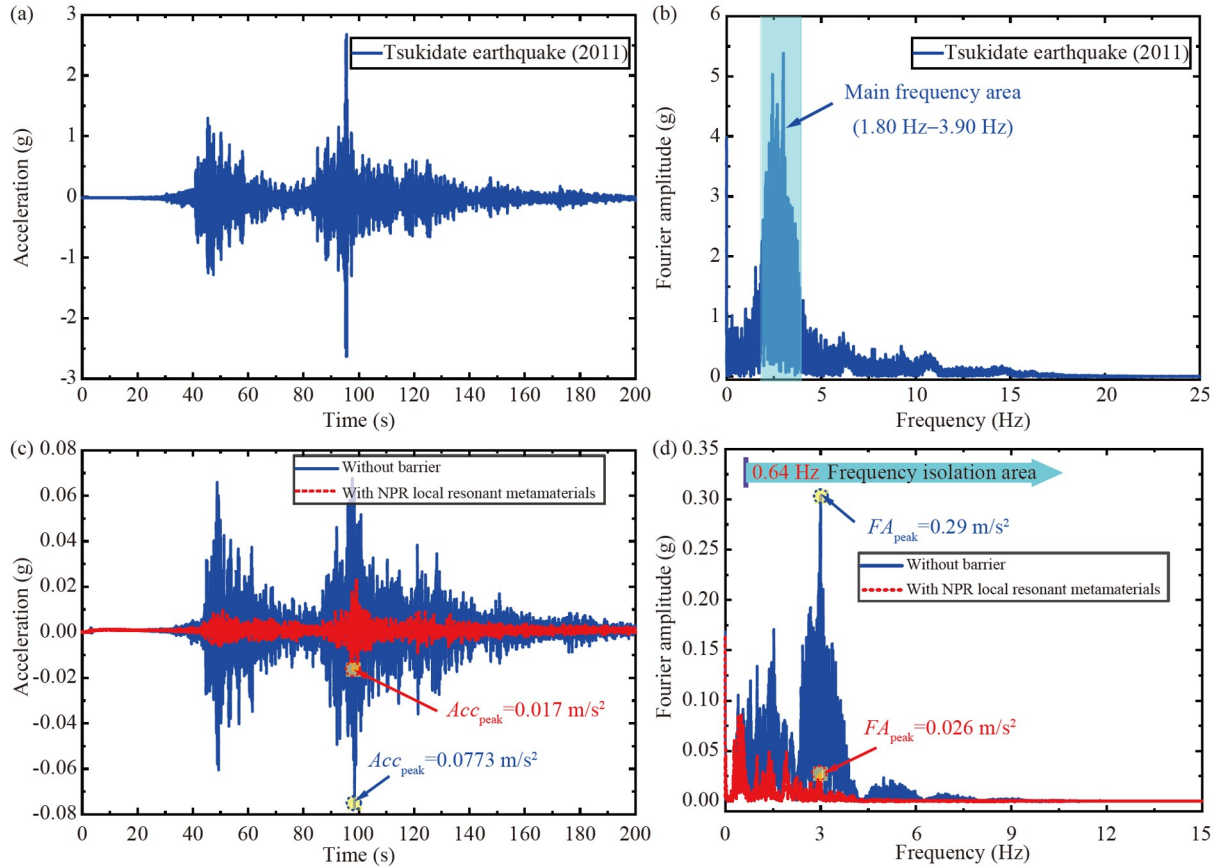 (a)
3
2
1
0
-1
-2
-3
Acceleration (g)
Tsukidate earthquake (2011)
0 20 40 60 80 100 120 140 160 180 200
Time (s)
(b)
6
5
4
3
2
1
0
Fourier amplitude (g)
Tsukidate earthquake (2011)
Main frequency area
(1.80 Hz–3.90 Hz)
0 5 10 15 20 25
Frequency (Hz)
(c)
0.08
0.06
0.04
0.02
0.00
-0.02
-0.04
-0.06
-0.08
Acceleration (g)
Without barrier
With NPR local resonant metamaterials
Acc_peak=0.017 m/s²
Acc_peak=0.0773 m/s²
0 20 40 60 80 100 120 140 160 180 200
Time (s)
(d)
0.35
0.30
0.25
0.20
0.15
0.10
0.05
0.00
Fourier amplitude (g)
0.64 Hz Frequency isolation area
FA_peak=0.29 m/s²
Without barrier
With NPR local resonant metamaterials
FA_peak=0.026 m/s²
0 3 6 9 12 15
Frequency (Hz)